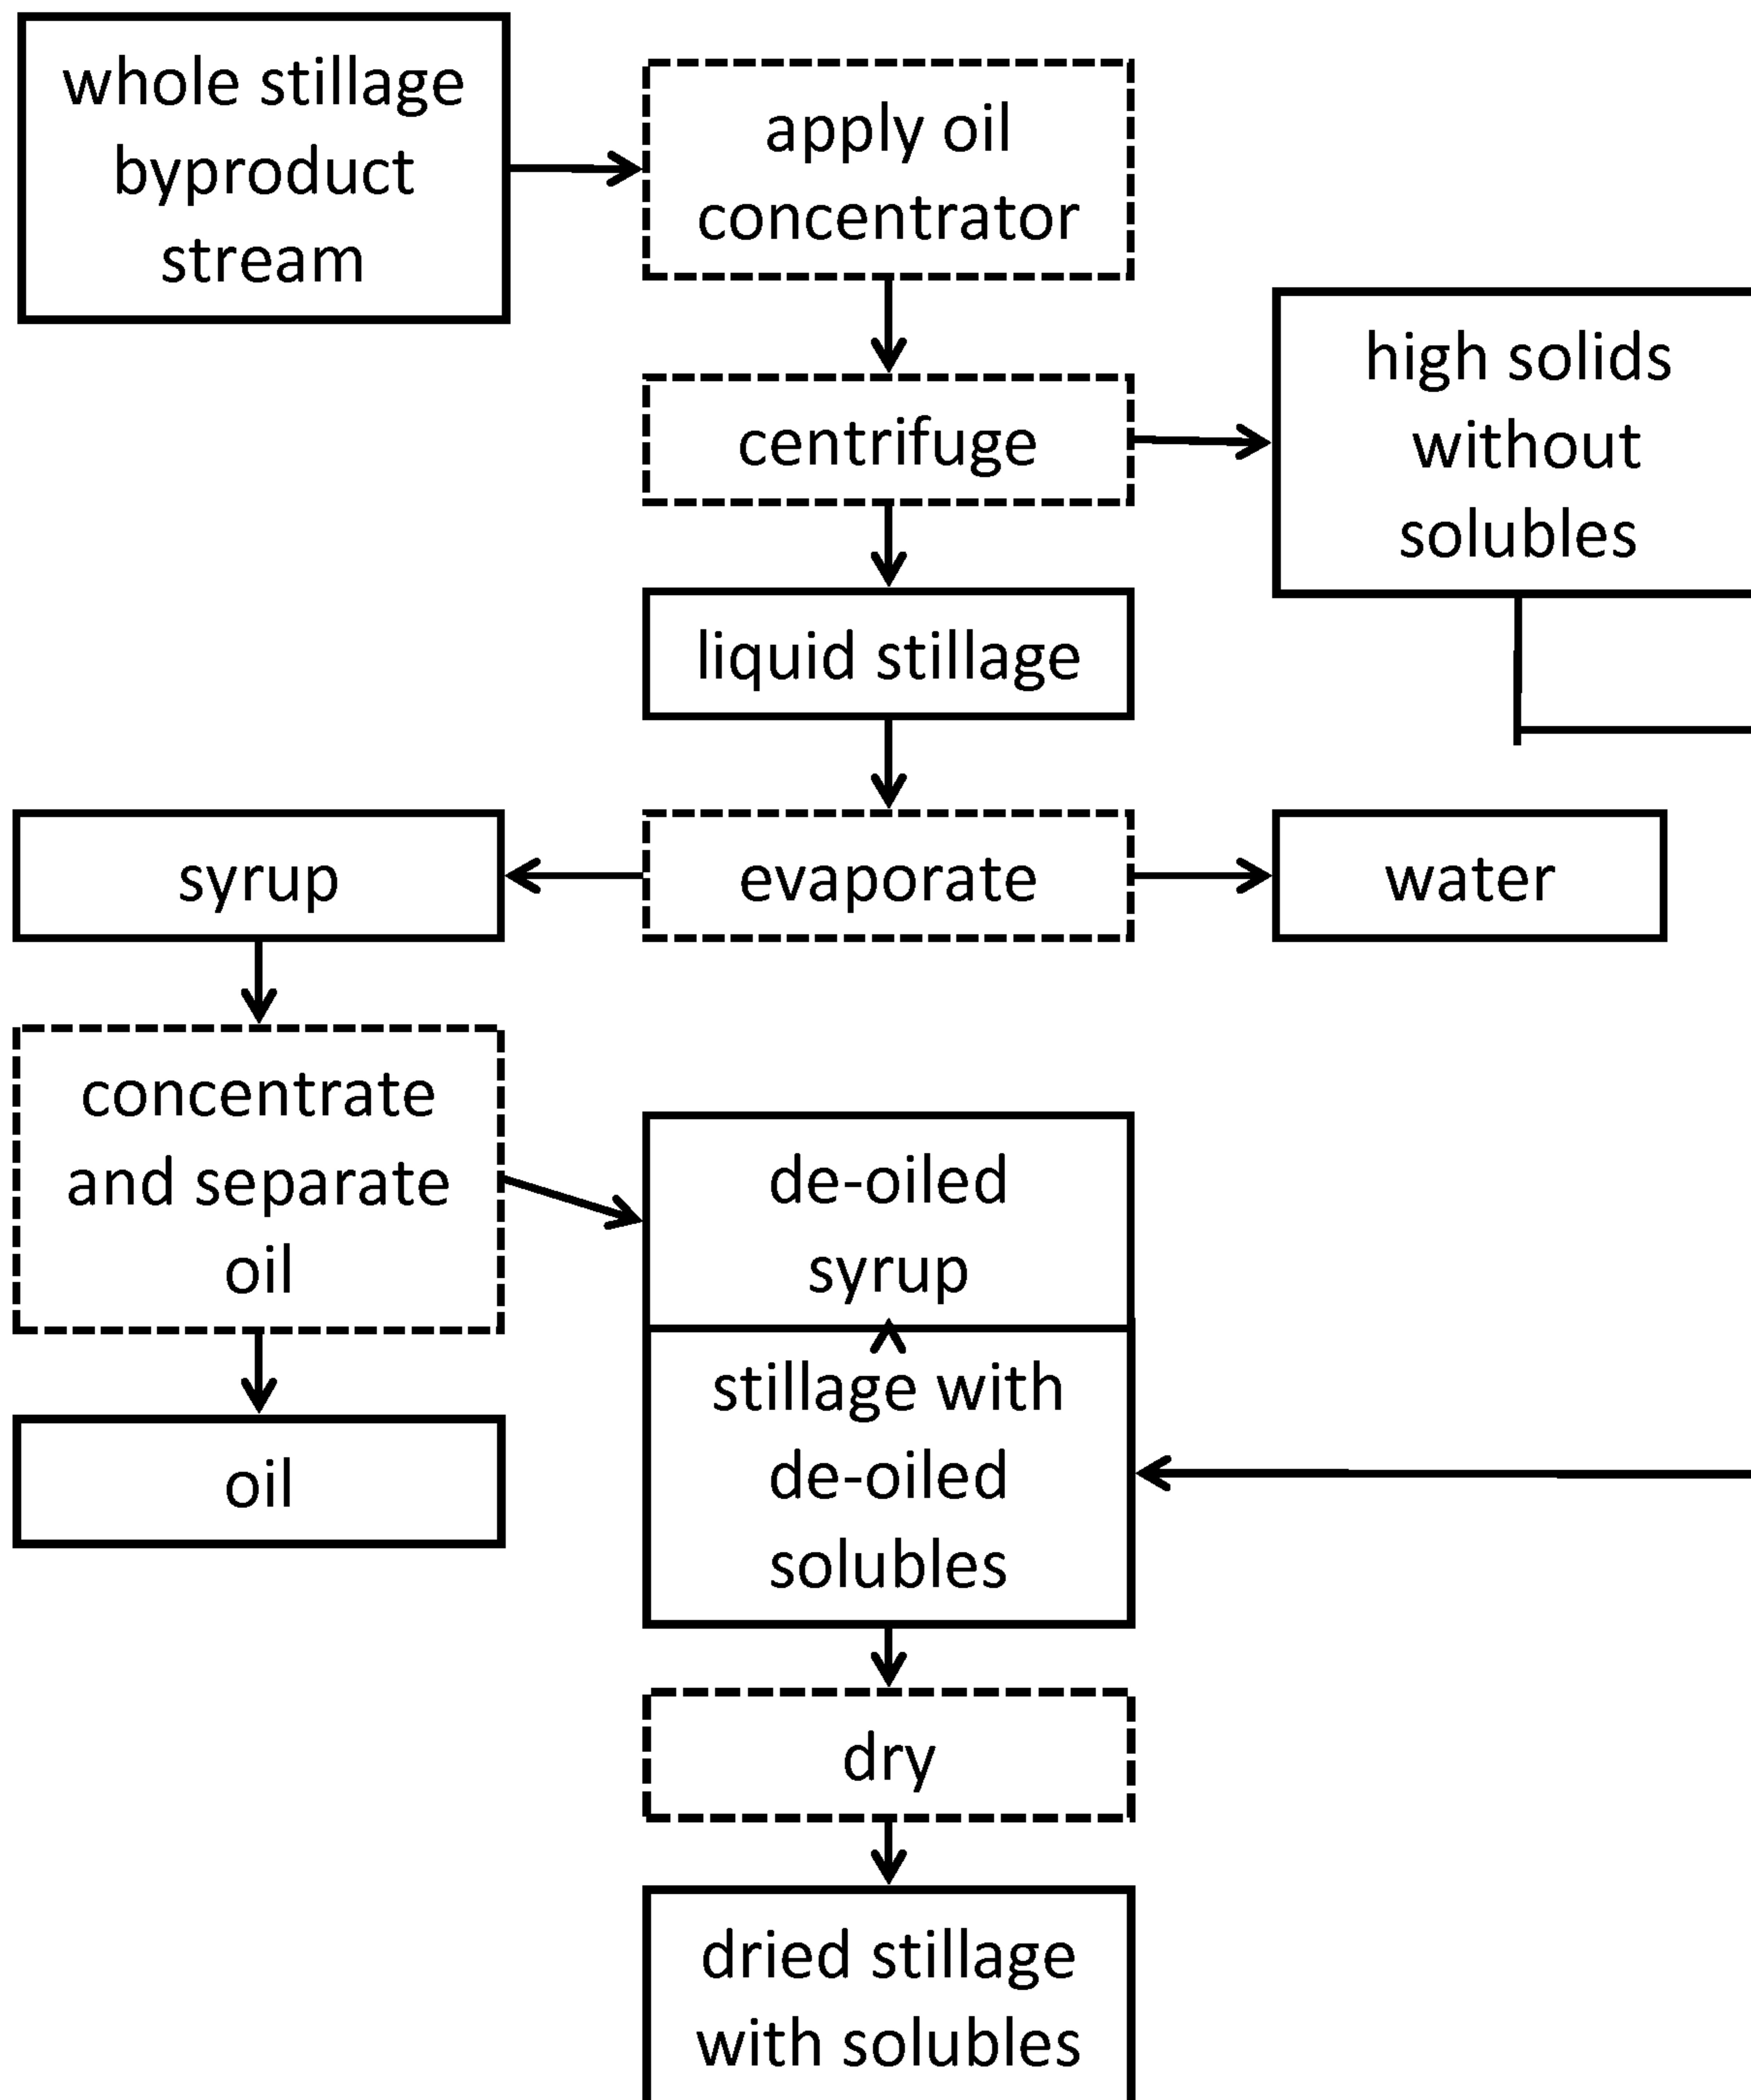 whole stillage
byproduct
stream
apply oil
concentrator
high solids
without
solubles
centrifuge
liquid stillage
syrup
evaporate
water
concentrate
and separate
oil
de-oiled
syrup
stillage with
de-oiled
solubles
oil
dry
dried stillage
with solubles